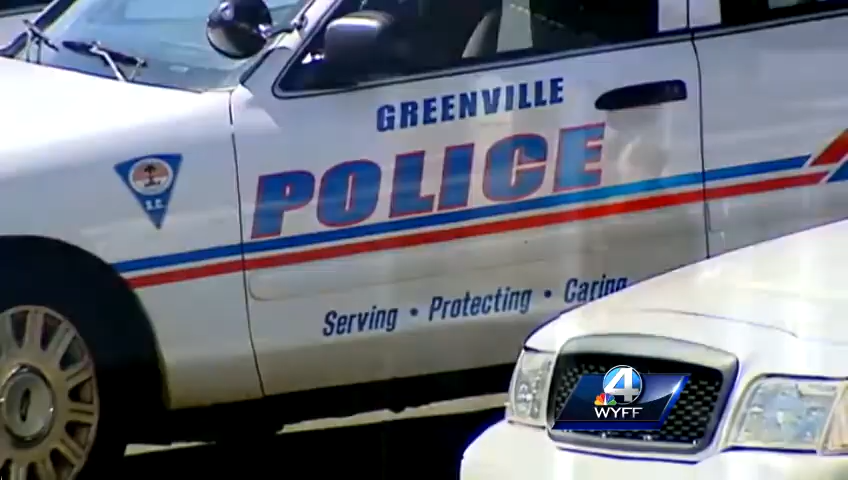 GREENVILLE
POLICE
S.C.
Serving • Protecting • Caring
4
WYFF